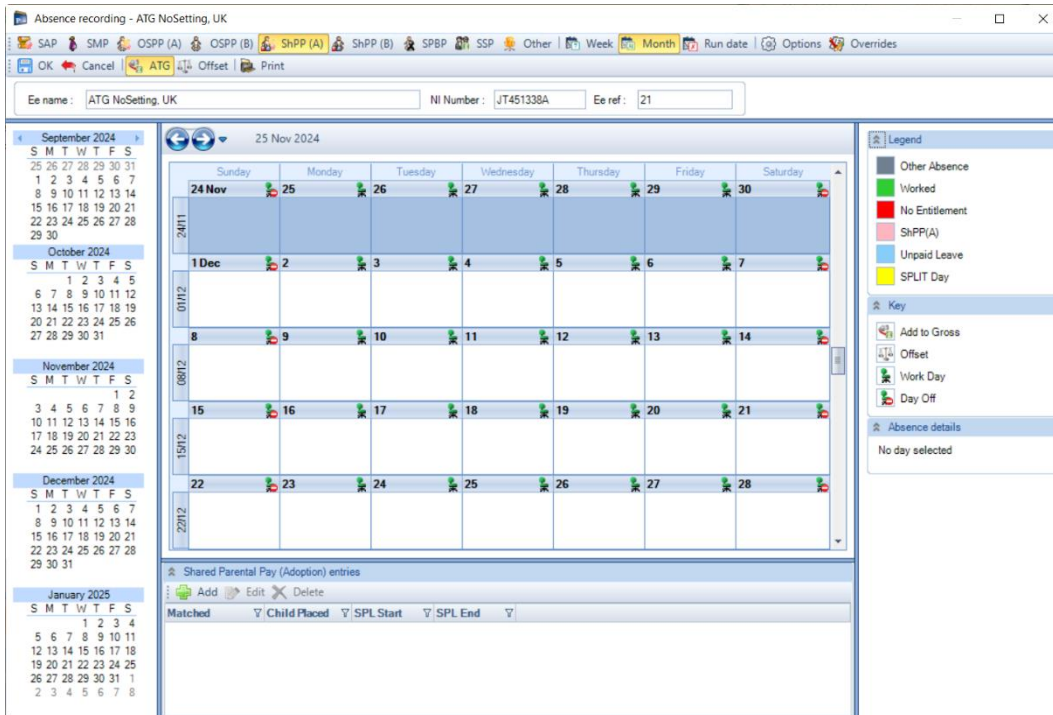 Absence recording - ATG NoSetting, UK
SAP SMP OSPP (A) OSPP (B) ShPP (A) ShPP (B) SPBP SSP Other Week Month Run date Options Overrides
OK Cancel ATG Offset Print
Ee name : ATG NoSetting, UK NI Number : JT451338A Ee ref : 21
September 2024
S M T W T F S
25 26 27 28 29 30 31
1 2 3 4 5 6 7
8 9 10 11 12 13 14
15 16 17 18 19 20 21
22 23 24 25 26 27 28
29 30
October 2024
S M T W T F S
1 2 3 4 5
6 7 8 9 10 11 12
13 14 15 16 17 18 19
20 21 22 23 24 25 26
27 28 29 30 31
November 2024
S M T W T F S
1 2
3 4 5 6 7 8 9
10 11 12 13 14 15 16
17 18 19 20 21 22 23
24 25 26 27 28 29 30
December 2024
S M T W T F S
1 2 3 4 5 6 7
8 9 10 11 12 13 14
15 16 17 18 19 20 21
22 23 24 25 26 27 28
29 30 31
January 2025
S M T W T F S
1 2 3 4
5 6 7 8 9 10 11
12 13 14 15 16 17 18
19 20 21 22 23 24 25
26 27 28 29 30 31 1
2 3 4 5 6 7 8
25 Nov 2024
Sunday Monday Tuesday Wednesday Thursday Friday Saturday
24 Nov 25 26 27 28 29 30
24/11
1 Dec 2 3 4 5 6 7
01/12
8 9 10 11 12 13 14
08/12
15 16 17 18 19 20 21
15/12
22 23 24 25 26 27 28
22/12
Shared Parental Pay (Adoption) entries
Add Edit Delete
Matched Child Placed SPL Start SPL End
Legend
Other Absence
Worked
No Entitlement
ShPP(A)
Unpaid Leave
SPLIT Day
Key
Add to Gross
Offset
Work Day
Day Off
Absence details
No day selected